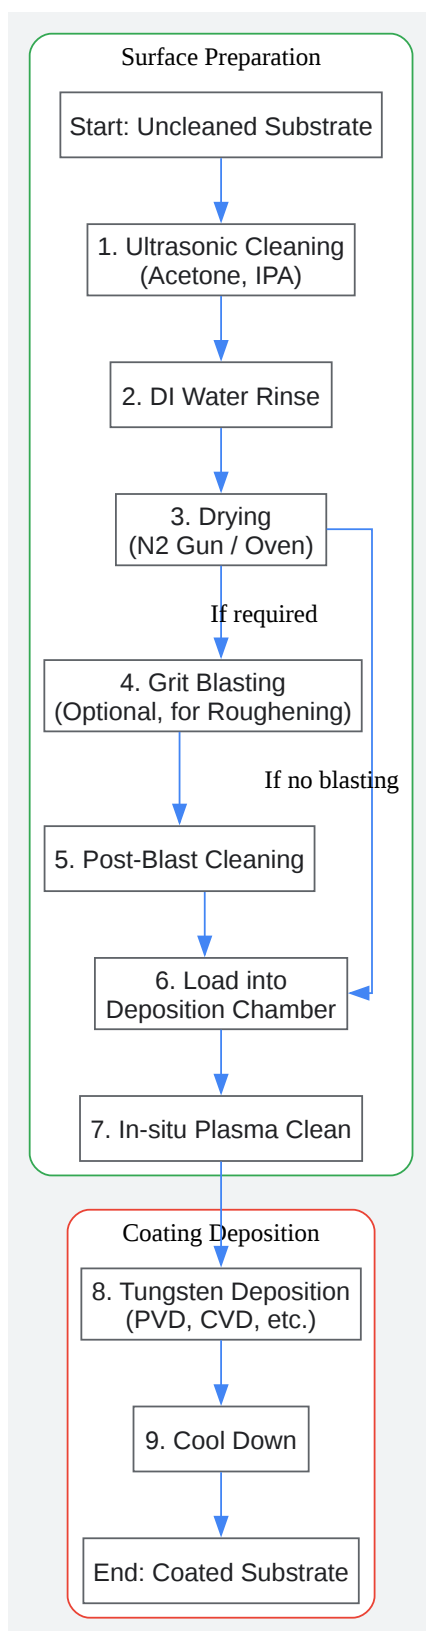 Surface Preparation
Start: Uncleaned Substrate
1. Ultrasonic Cleaning
(Acetone, IPA)
2. DI Water Rinse
3. Drying
(N2 Gun / Oven)
If required
4. Grit Blasting
(Optional, for Roughening)
If no blasting
5. Post-Blast Cleaning
6. Load into
Deposition Chamber
7. In-situ Plasma Clean
Coating Deposition
8. Tungsten Deposition
(PVD, CVD, etc.)
9. Cool Down
End: Coated Substrate